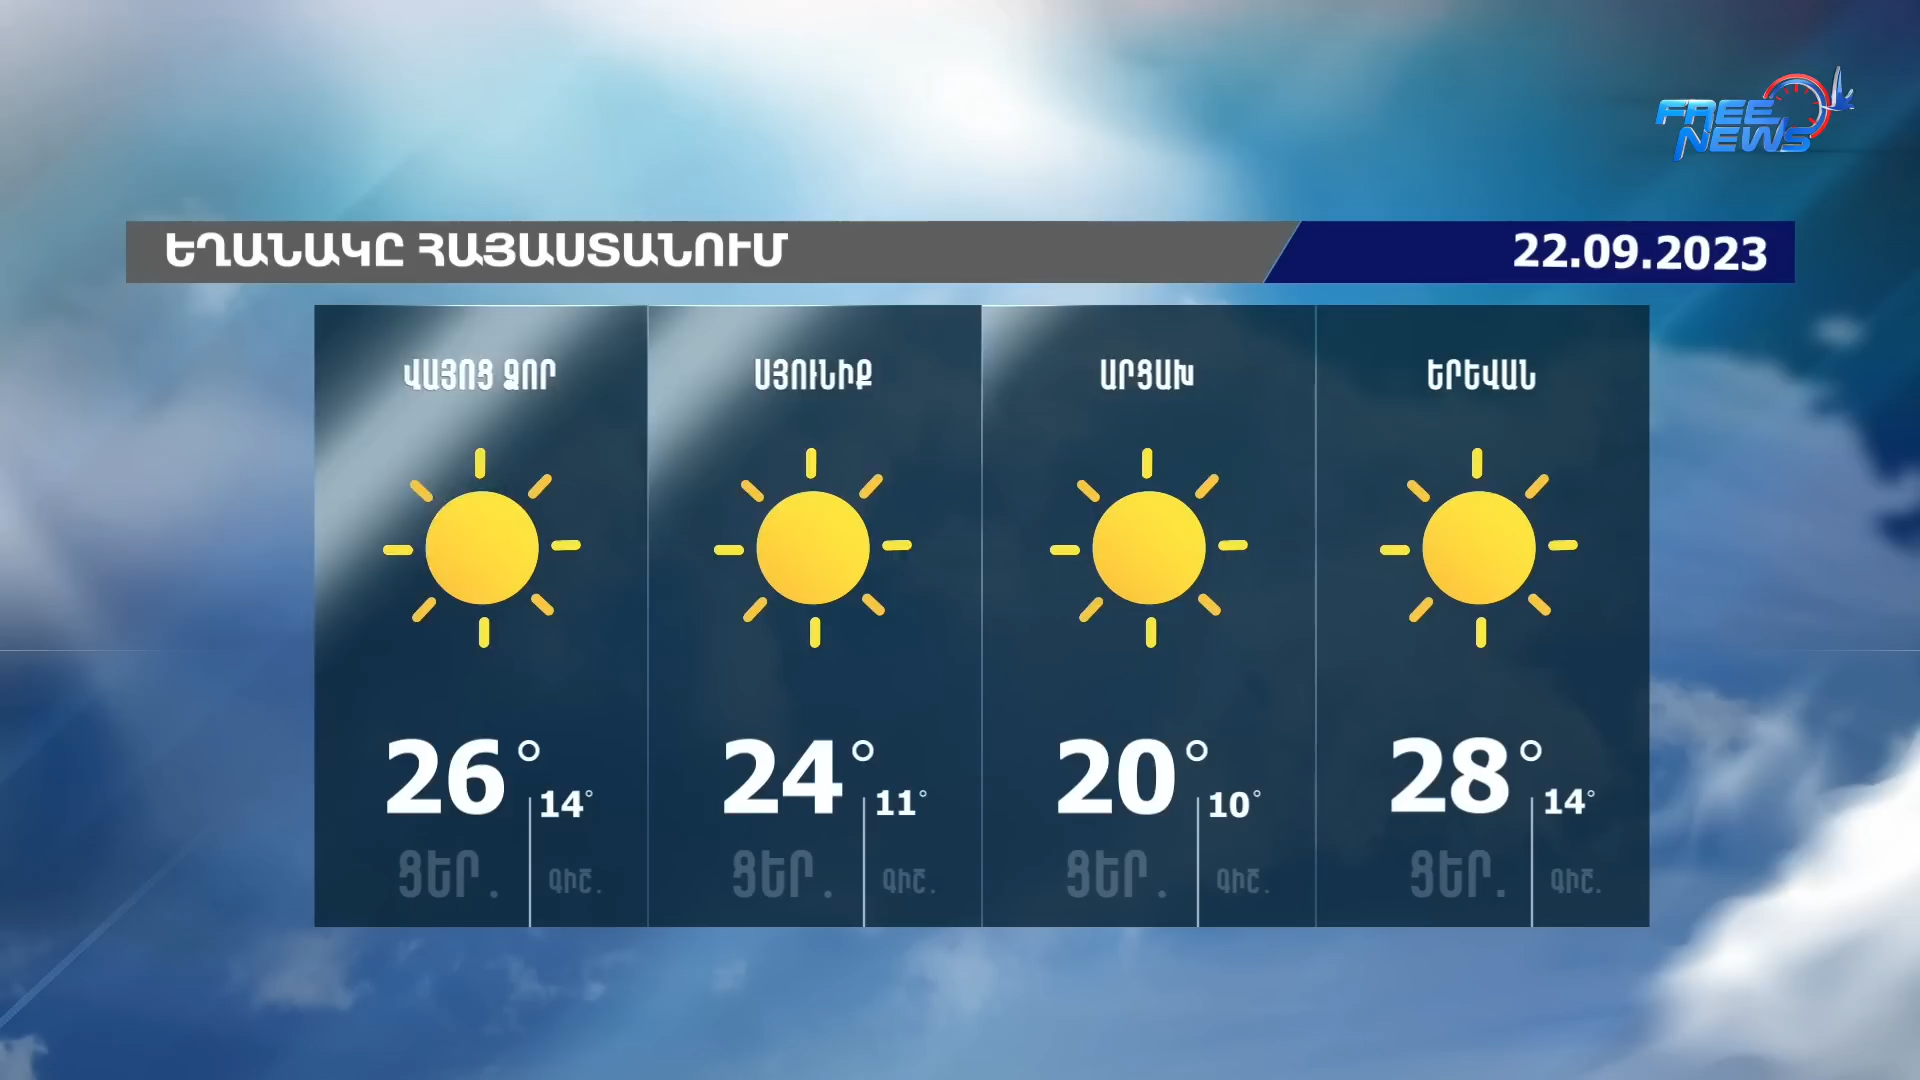 FREE
NEWS
ԵՂԱՆԱԿԸ ՀԱՅԱՍՏԱՆՈՒՄ
22.09.2023
ՎԱՅՈՑ ՁՈՐ
ՍՅՈՒՆԻՔ
ԱՐՑԱԽ
ԵՐԵՎԱՆ
26° 14°
24° 11°
20° 10°
28° 14°
ՑԵՐ. ԳԻՇ.
ՑԵՐ. ԳԻՇ.
ՑԵՐ. ԳԻՇ.
ՑԵՐ. ԳԻՇ.